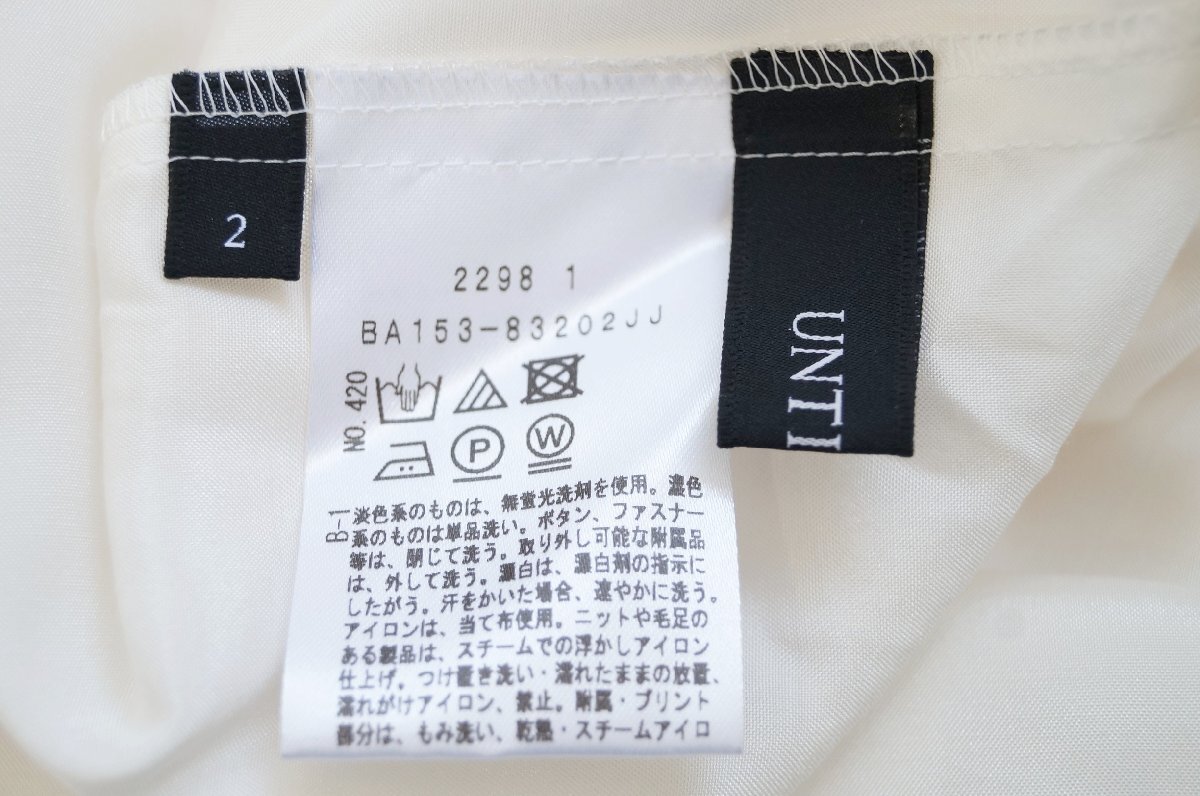 2
2298 1
BA153-83202JJ
NO. 420
P
W
B-1
淡色系のものは、無蛍光洗剤を使用。濃色
系のものは単品洗い。ボタン、ファスナー
等は、閉じて洗う。取り外し可能な附属品
は、外して洗う。漂白は、漂白剤の指示に
したがう。汗をかいた場合、速やかに洗う。
アイロンは、当て布使用。ニットや毛足の
ある製品は、スチームでの浮かしアイロン
仕上げ。つけ置き洗い・濡れたままの放置、
濡れがけアイロン、禁止。附属・プリント
部分は、もみ洗い、乾熱・スチームアイロ
UNTI